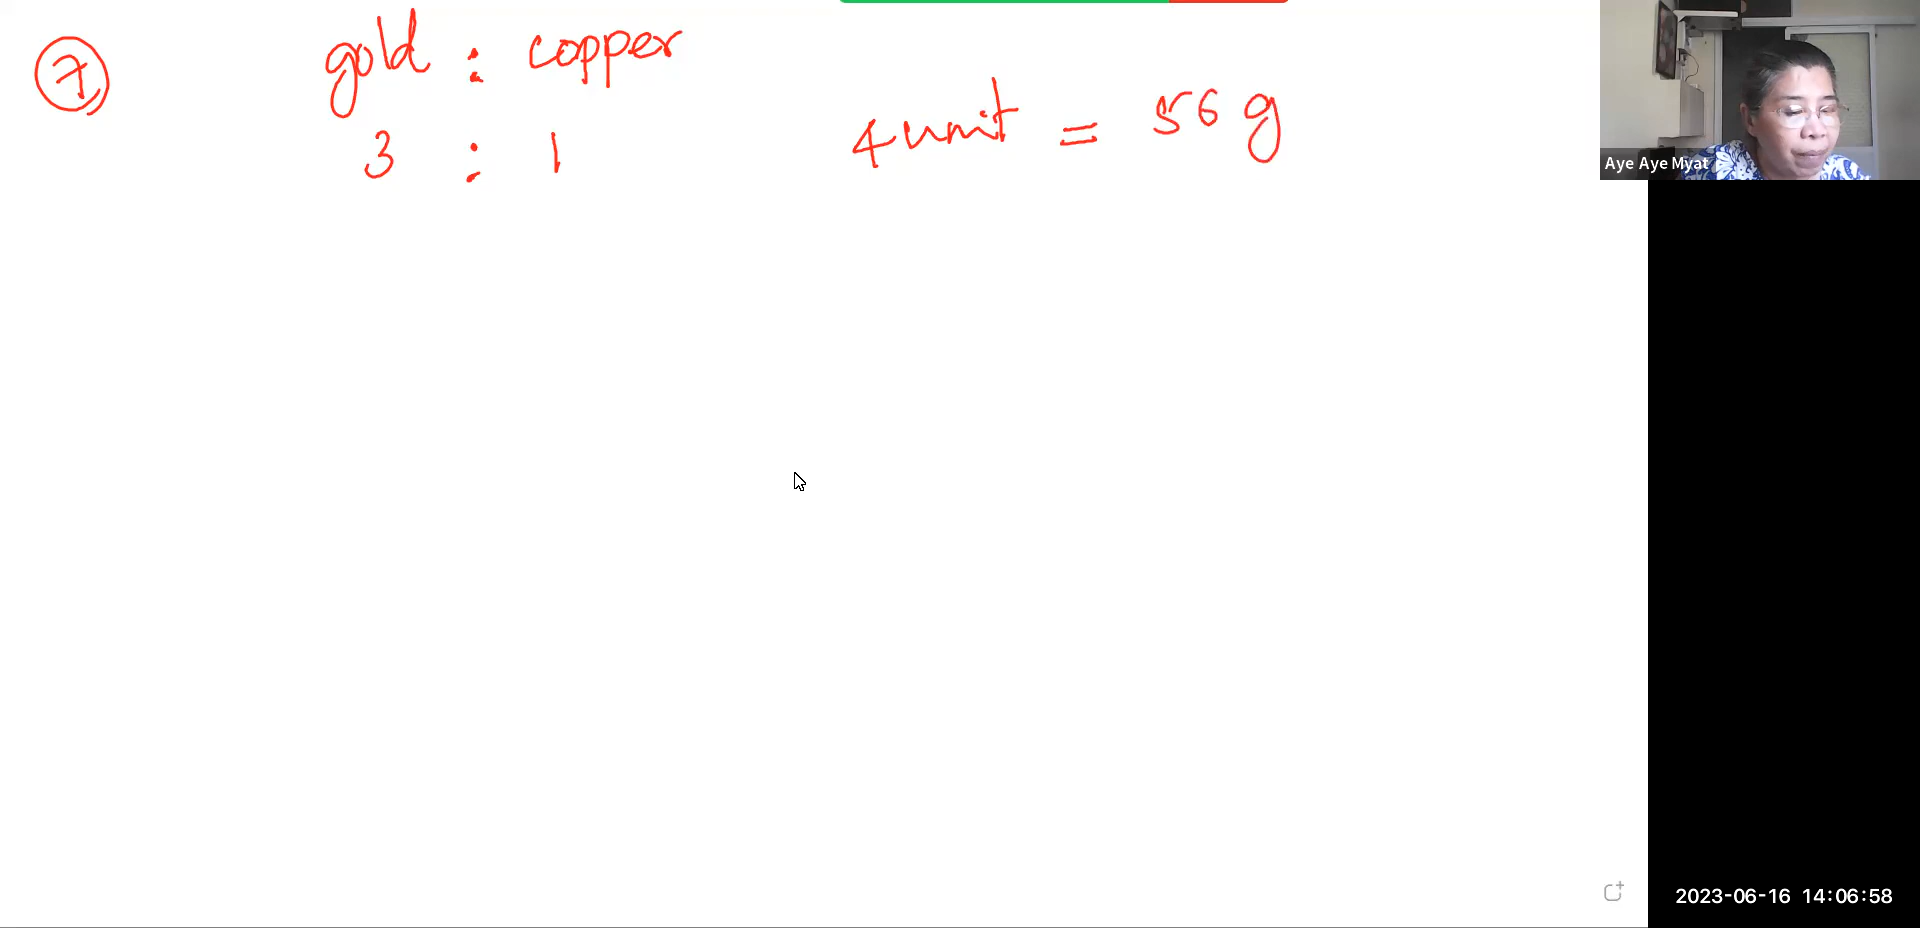 7
gold : copper
3 : 1
4 unit = 56 g
Aye Aye Myat
2023-06-16 14:06:58